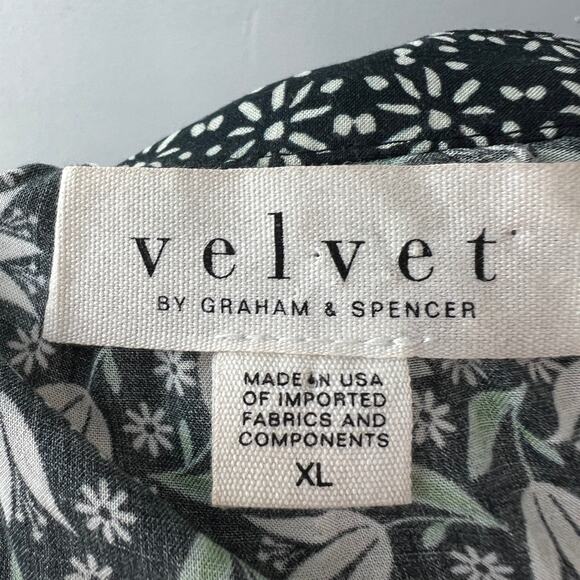 velvet
BY GRAHAM & SPENCER
MADE IN USA
OF IMPORTED
FABRICS AND
COMPONENTS
XL